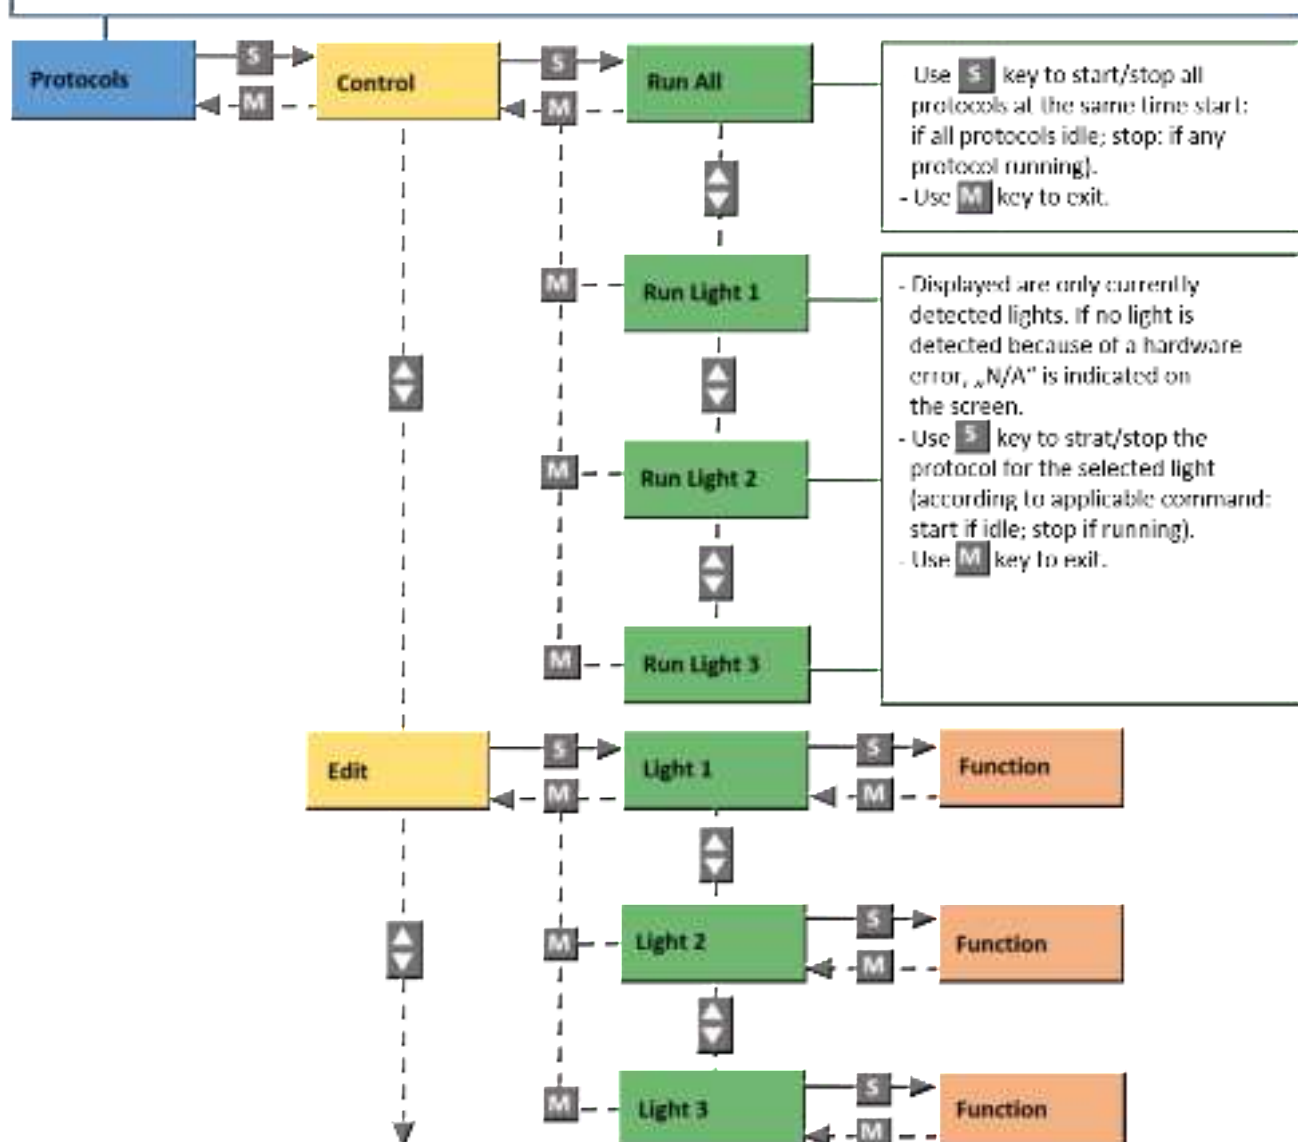 Protocols
S
M
Control
S
M
Run All
Use S key to start/stop all
protocols at the same time start:
if all protocols idle; stop: if any
protocol running).
- Use M key to exit.
M
Run Light 1
- Displayed are only currently
detected lights. If no light is
detected because of a hardware
error, „N/A“ is indicated on
the screen.
- Use S key to strat/stop the
protocol for the selected light
(according to applicable command:
start if idle; stop if running).
- Use M key to exit.
M
Run Light 2
M
Run Light 3
Edit
S
M
Light 1
S
M
Function
M
Light 2
S
M
Function
M
Light 3
S
M
Function